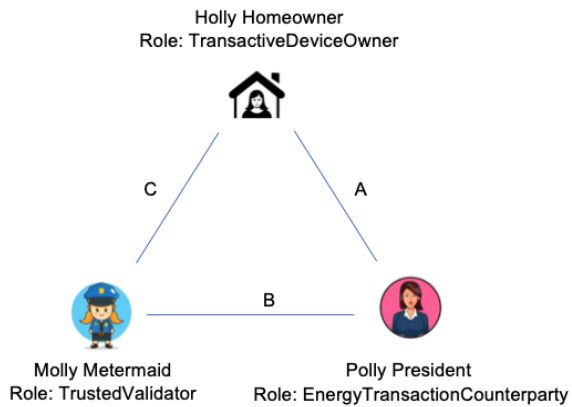 Holly Homeowner
Role: TransactiveDeviceOwner
C
A
B
Molly Metermaid
Role: TrustedValidator
Polly President
Role: EnergyTransactionCounterparty